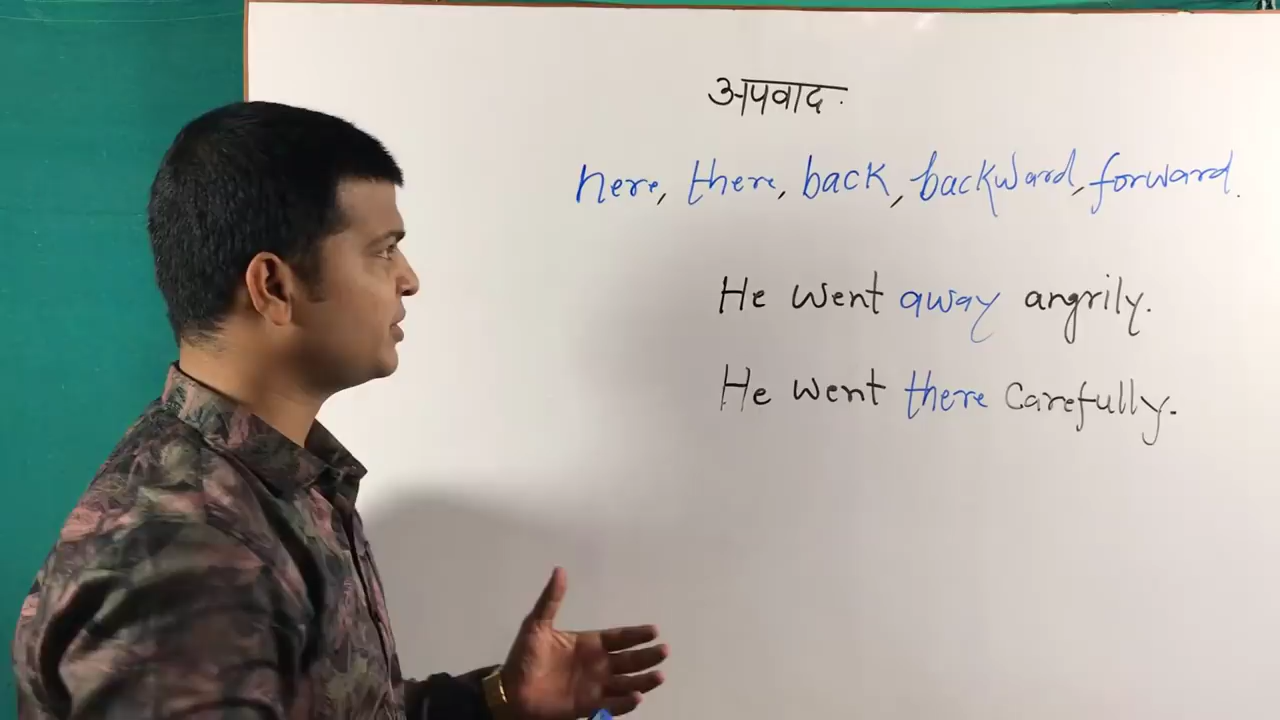 अपवाद.
here, there, back, backward, forward.
He went away angrily.
He went there carefully.